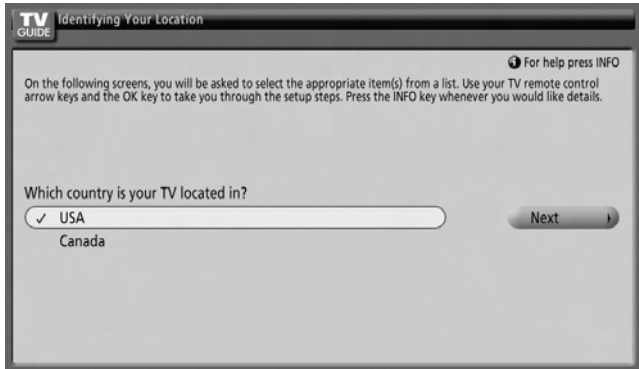 TV
GUIDE
Identifying Your Location
For help press INFO
On the following screens, you will be asked to select the appropriate item(s) from a list. Use your TV remote control
arrow keys and the OK key to take you through the setup steps. Press the INFO key whenever you would like details.
Which country is your TV located in?
✓ USA
Next
Canada